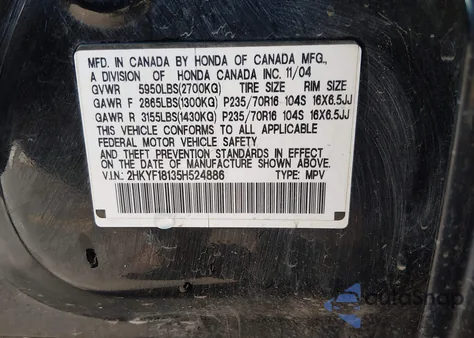 MFD. IN CANADA BY HONDA OF CANADA MFG.,
A DIVISION OF HONDA CANADA INC. 11/04
GVWR 5950LBS(2700KG) TIRE SIZE RIM SIZE
GAWR F 2865LBS(1300KG) P235/70R16 104S 16X6.5JJ
GAWR R 3155LBS(1430KG) P235/70R16 104S 16X6.5JJ
THIS VEHICLE CONFORMS TO ALL APPLICABLE
FEDERAL MOTOR VEHICLE SAFETY AND
THEFT PREVENTION STANDARDS IN EFFECT ON
THE DATE OF MANUFACTURE SHOWN ABOVE.
V.I.N.: 2HKYF18135H524886 TYPE: MPV
autoSnap